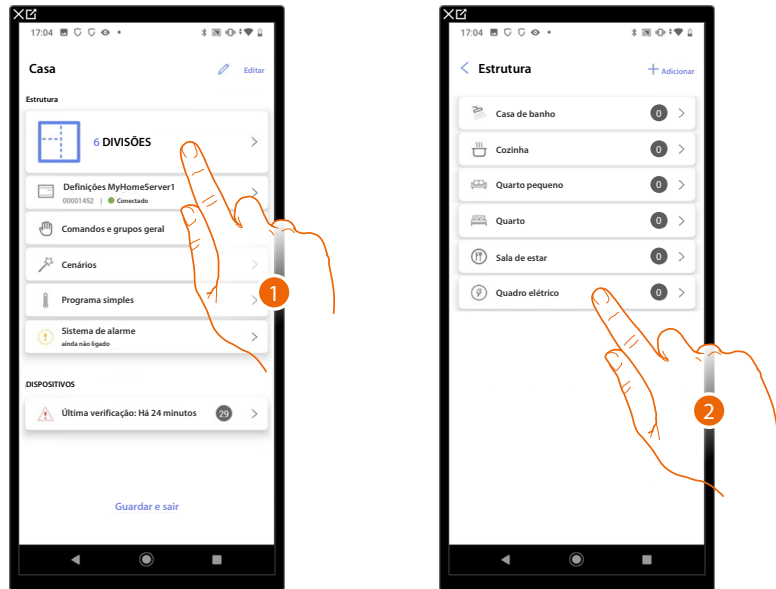 17:04
Casa
Editar
Estrutura
6 DIVISÕES
Definições MyHomeServer1
00001452 | Conectado
Comandos e grupos geral
Cenários
Programa simples
Sistema de alarme
ainda não ligado
DISPOSITIVOS
Última verificação: Há 24 minutos 29
Guardar e sair
1
17:04
Estrutura
Adicionar
Casa de banho 0
Cozinha 0
Quarto pequeno 0
Quarto 0
Sala de estar 0
Quadro elétrico 0
2